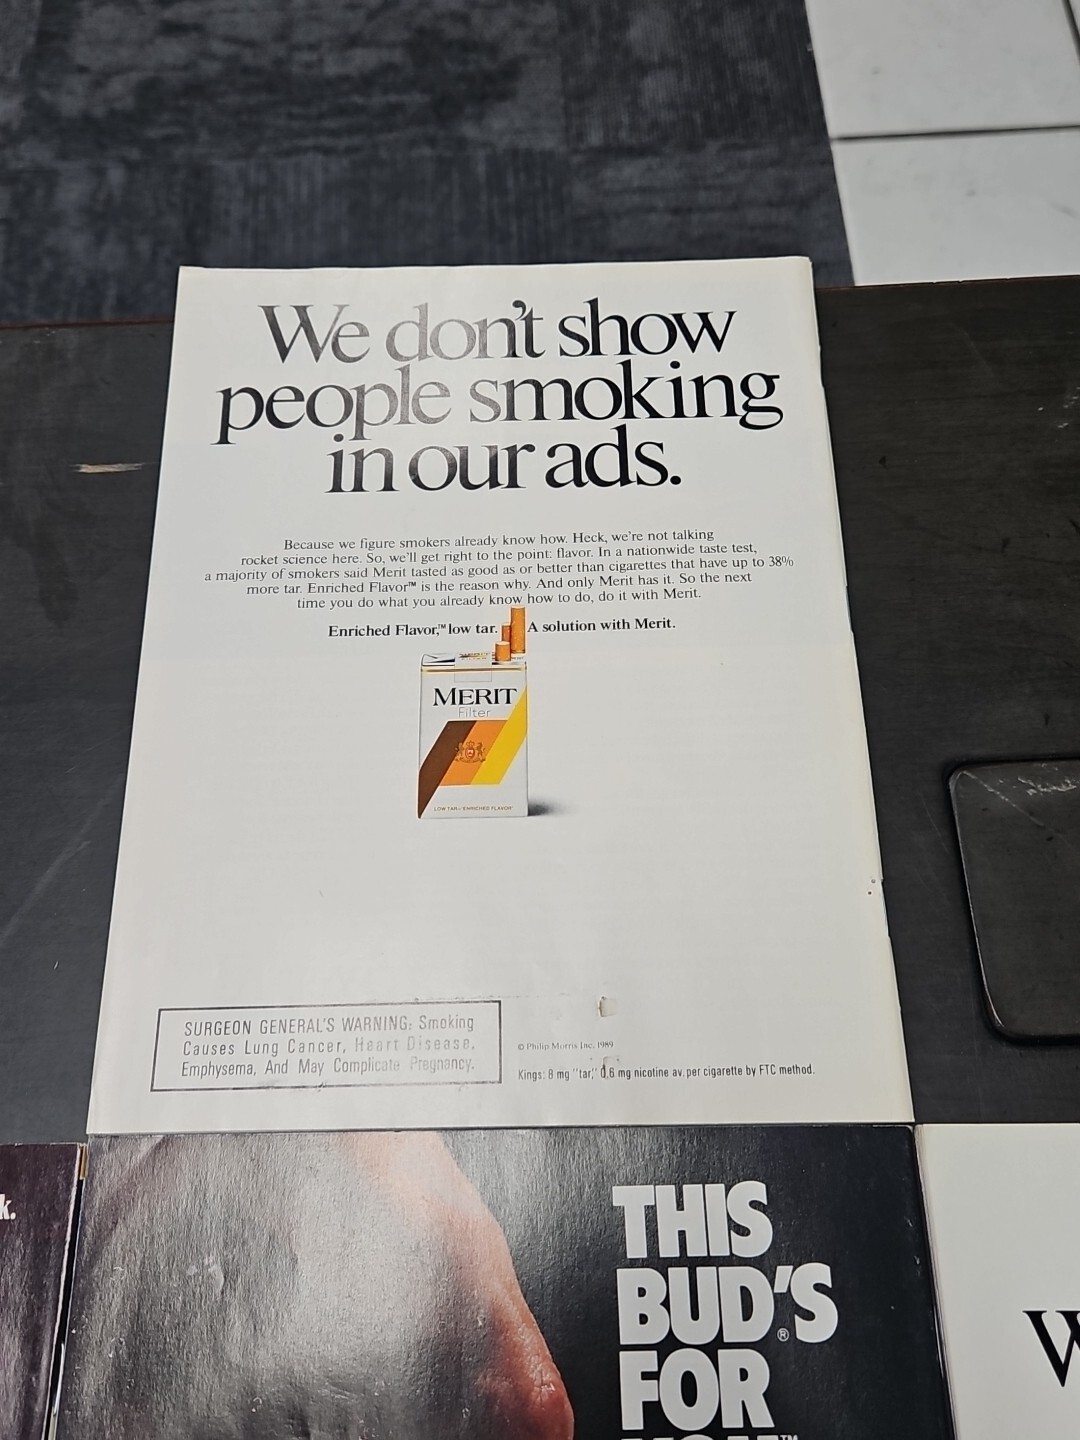 We don't show
people smoking
in our ads.
Because we figure smokers already know how. Heck, we're not talking
rocket science here. So, we'll get right to the point: flavor. In a nationwide taste test,
a majority of smokers said Merit tasted as good as or better than cigarettes that have up to 38%
more tar. Enriched Flavor™ is the reason why. And only Merit has it. So the next
time you do what you already know how to do, do it with Merit.
Enriched Flavor,™ low tar. A solution with Merit.
MERIT
Filter
LOW TAR • "ENRICHED FLAVOR"
SURGEON GENERAL'S WARNING: Smoking
Causes Lung Cancer, Heart Disease,
Emphysema, And May Complicate Pregnancy.
© Philip Morris Inc. 1989
Kings: 8 mg "tar," 0.6 mg nicotine av. per cigarette by FTC method.
k.
THIS
BUD'S®
FOR
W